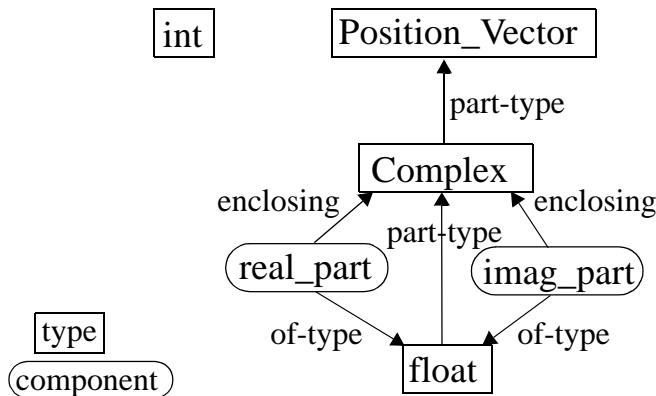 int
Position_Vector
part-type
Complex
enclosing
enclosing
part-type
real_part
imag_part
type
of-type
of-type
float
component